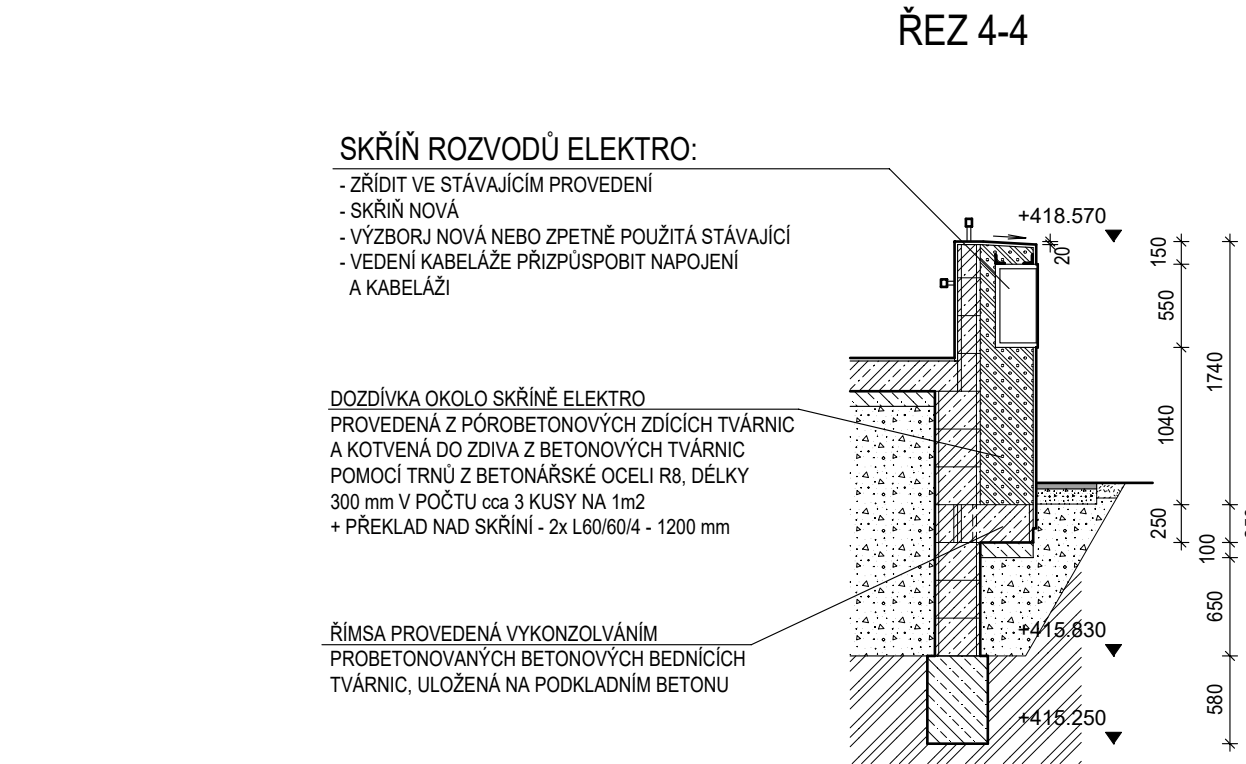 ŘEZ 4-4
SKŘÍŇ ROZVODŮ ELEKTRO:
- ZŘÍDIT VE STÁVAJÍCÍM PROVEDENÍ
- SKŘIŇ NOVÁ
- VÝZBORJ NOVÁ NEBO ZPETNĚ POUŽITÁ STÁVAJÍCÍ
- VEDENÍ KABELÁŽE PŘIZPŮSPOBIT NAPOJENÍ
A KABELÁŽI
DOZDÍVKA OKOLO SKŘÍNĚ ELEKTRO
PROVEDENÁ Z PÓROBETONOVÝCH ZDÍCÍCH TVÁRNIC
A KOTVENÁ DO ZDIVA Z BETONOVÝCH TVÁRNIC
POMOCÍ TRNŮ Z BETONÁŘSKÉ OCELI R8, DÉLKY
300 mm V POČTU cca 3 KUSY NA 1m2
+ PŘEKLAD NAD SKŘÍNÍ - 2x L60/60/4 - 1200 mm
ŘÍMSA PROVEDENÁ VYKONZOLVÁNÍM
PROBETONOVANÝCH BETONOVÝCH BEDNÍCÍCH
TVÁRNIC, ULOŽENÁ NA PODKLADNÍM BETONU
+418.570
20
150
550
1040
250
1740
100
650
580
+415.830
+415.250